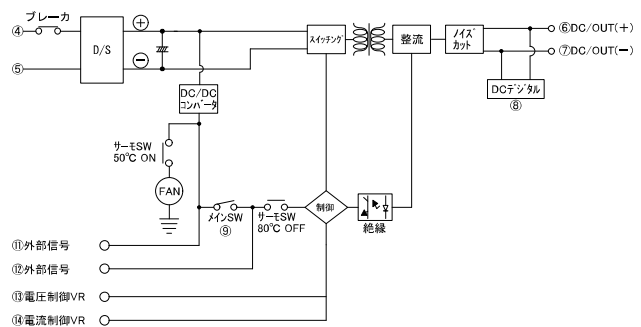 ブレーカ
④
⑤
D/S
+
−
DC/DC
コンバータ
スイッチング
整流
ノイズ
カット
⑥DC/OUT(+)
⑦DC/OUT(−)
DCデジタル
⑧
サーモSW
50℃ ON
FAN
メインSW
⑨
サーモSW
80℃ OFF
制御
絶縁
⑪外部信号
⑫外部信号
⑬電圧制御VR
⑭電流制御VR